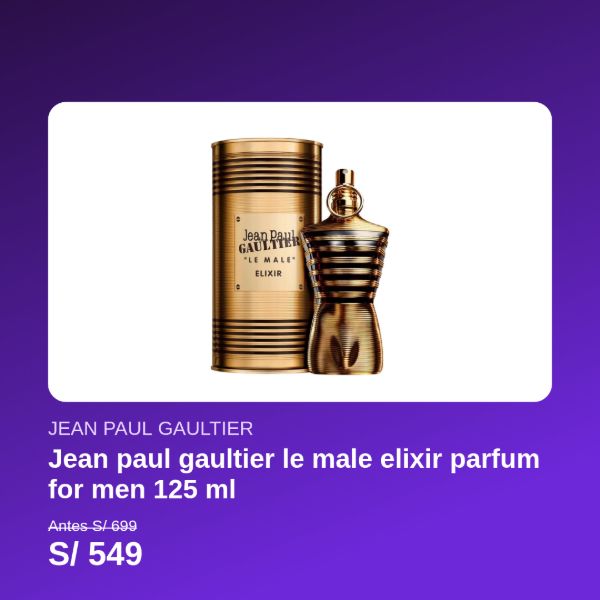 Jean Paul
GAULTIER
"LE MALE"
ELIXIR
JEAN PAUL GAULTIER
Jean paul gaultier le male elixir parfum
for men 125 ml
Antes S/ 699
S/ 549